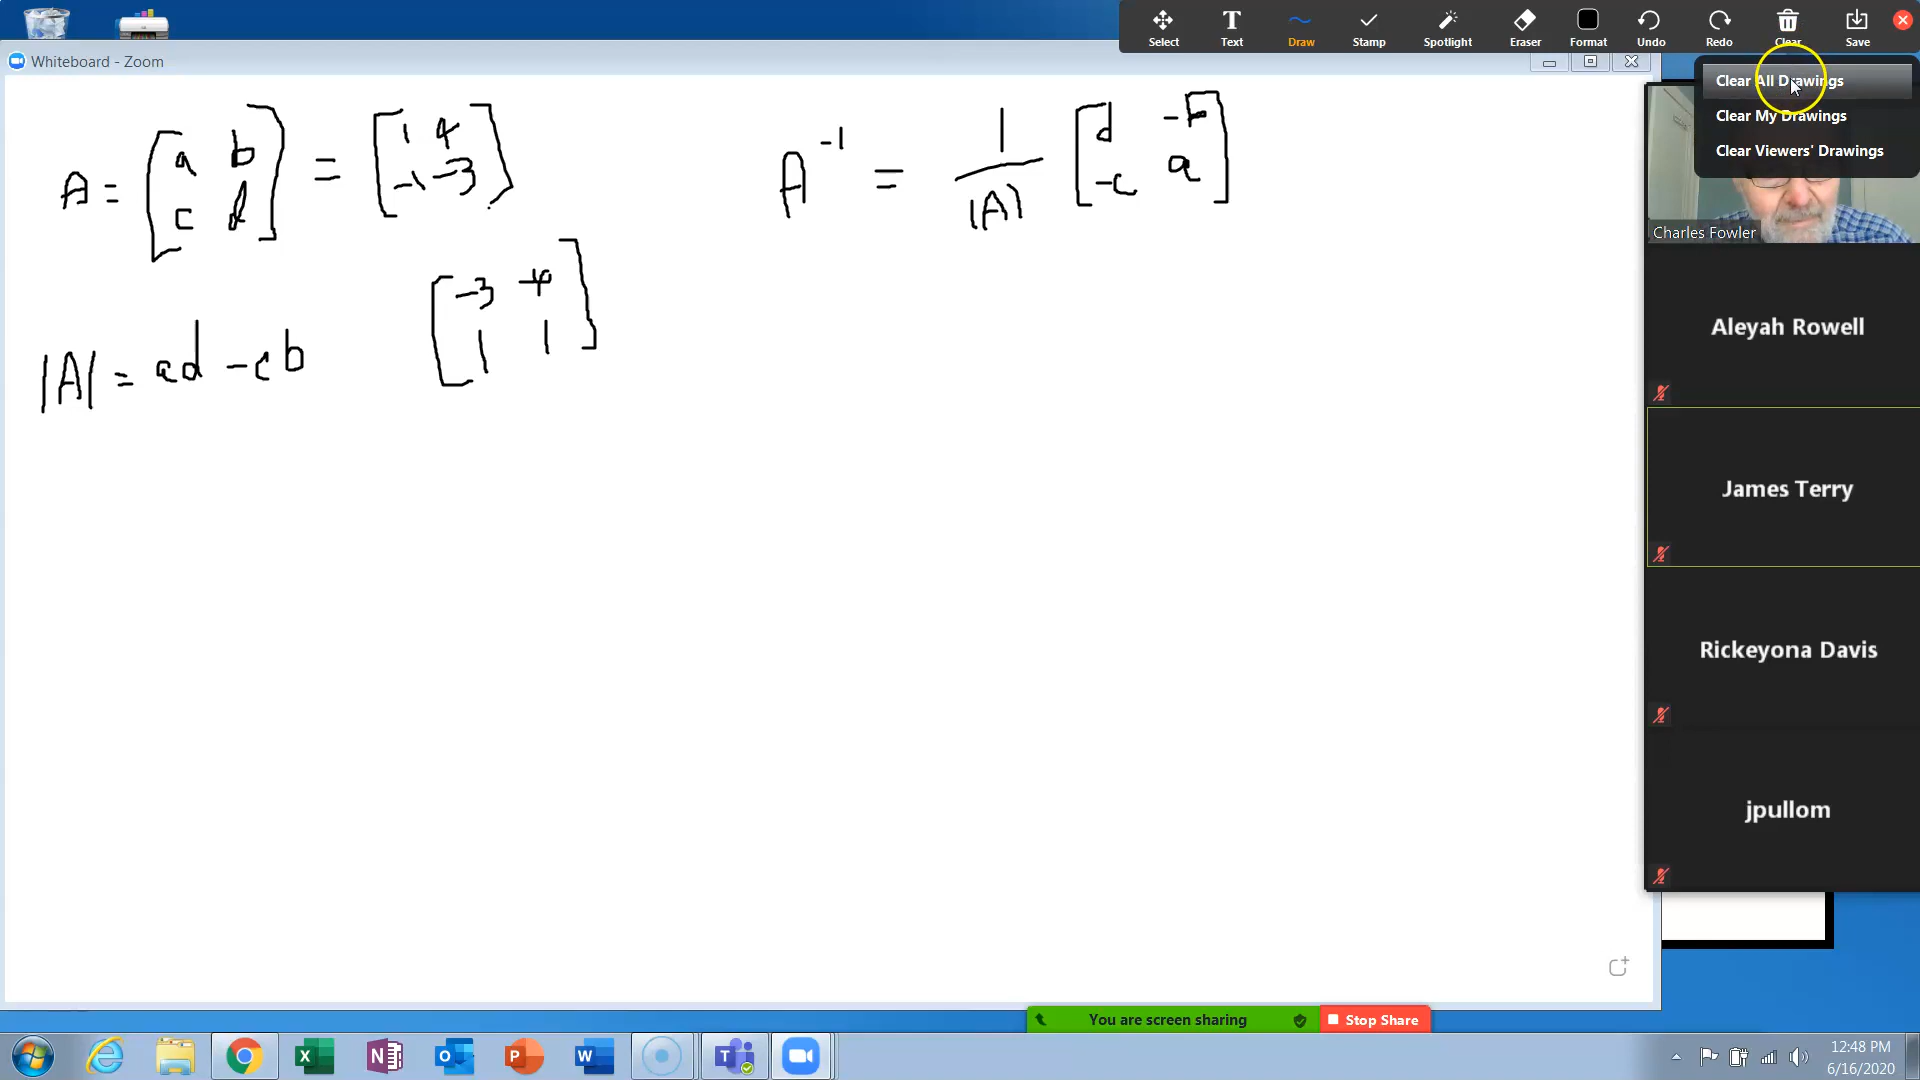 Select Text Draw Stamp Spotlight Eraser Format Undo Redo Clear Save
Whiteboard - Zoom
Clear All Drawings
Clear My Drawings
Clear Viewers' Drawings
A = [a b
c d] = [1 4
-1 -3]
A⁻¹ = 1/|A| [d -b
-c a]
[-3 -4
1 1]
|A| = ad - cb
Charles Fowler
Aleyah Rowell
James Terry
Rickeyona Davis
jpullom
You are screen sharing
Stop Share
12:48 PM
6/16/2020